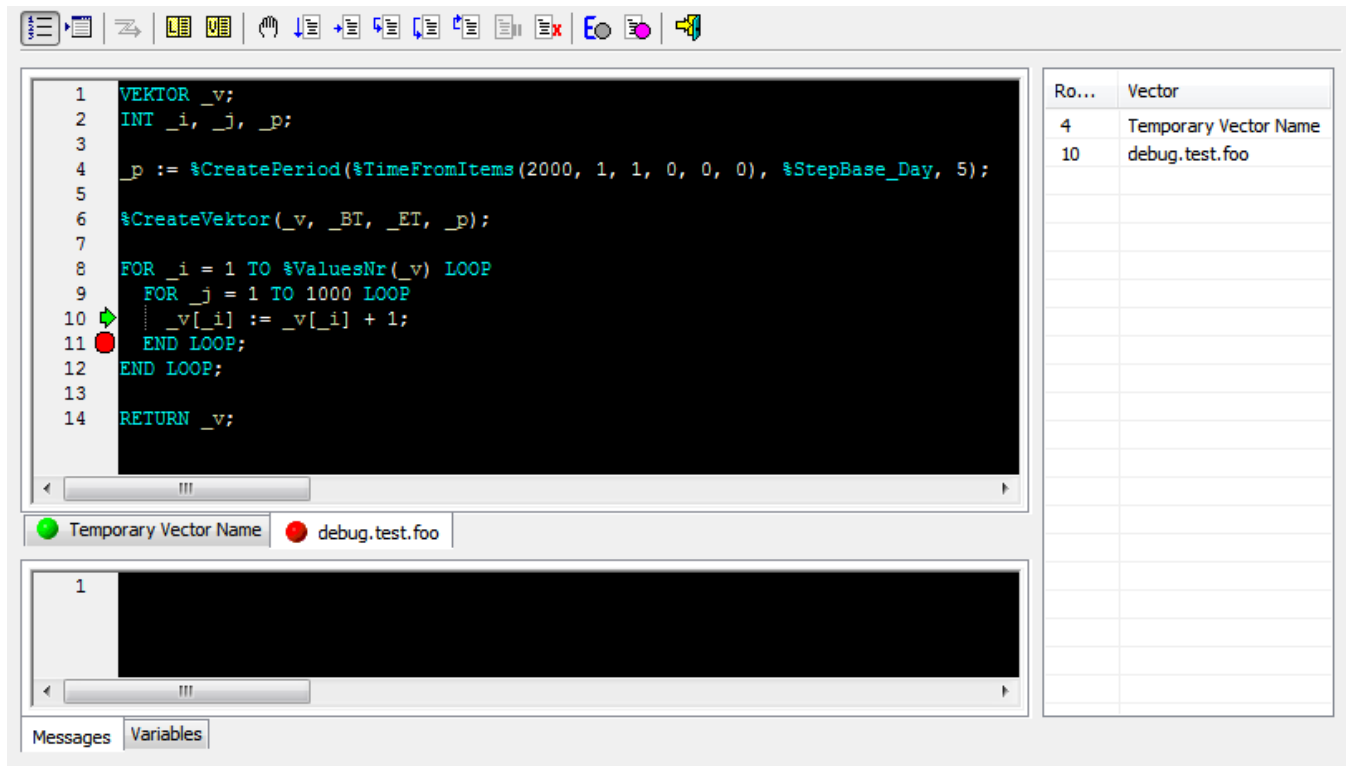 1 VEKTOR _v;
2 INT _i, _j, _p;
3
4 _p := %CreatePeriod(%TimeFromItems(2000, 1, 1, 0, 0, 0), %StepBase_Day, 5);
5
6 %CreateVektor(_v, _BT, _ET, _p);
7
8 FOR _i = 1 TO %ValuesNr(_v) LOOP
9 FOR _j = 1 TO 1000 LOOP
10 _v[_i] := _v[_i] + 1;
11 END LOOP;
12 END LOOP;
13
14 RETURN _v;
Temporary Vector Name debug.test.foo
1
Messages Variables
Ro... Vector
4 Temporary Vector Name
10 debug.test.foo